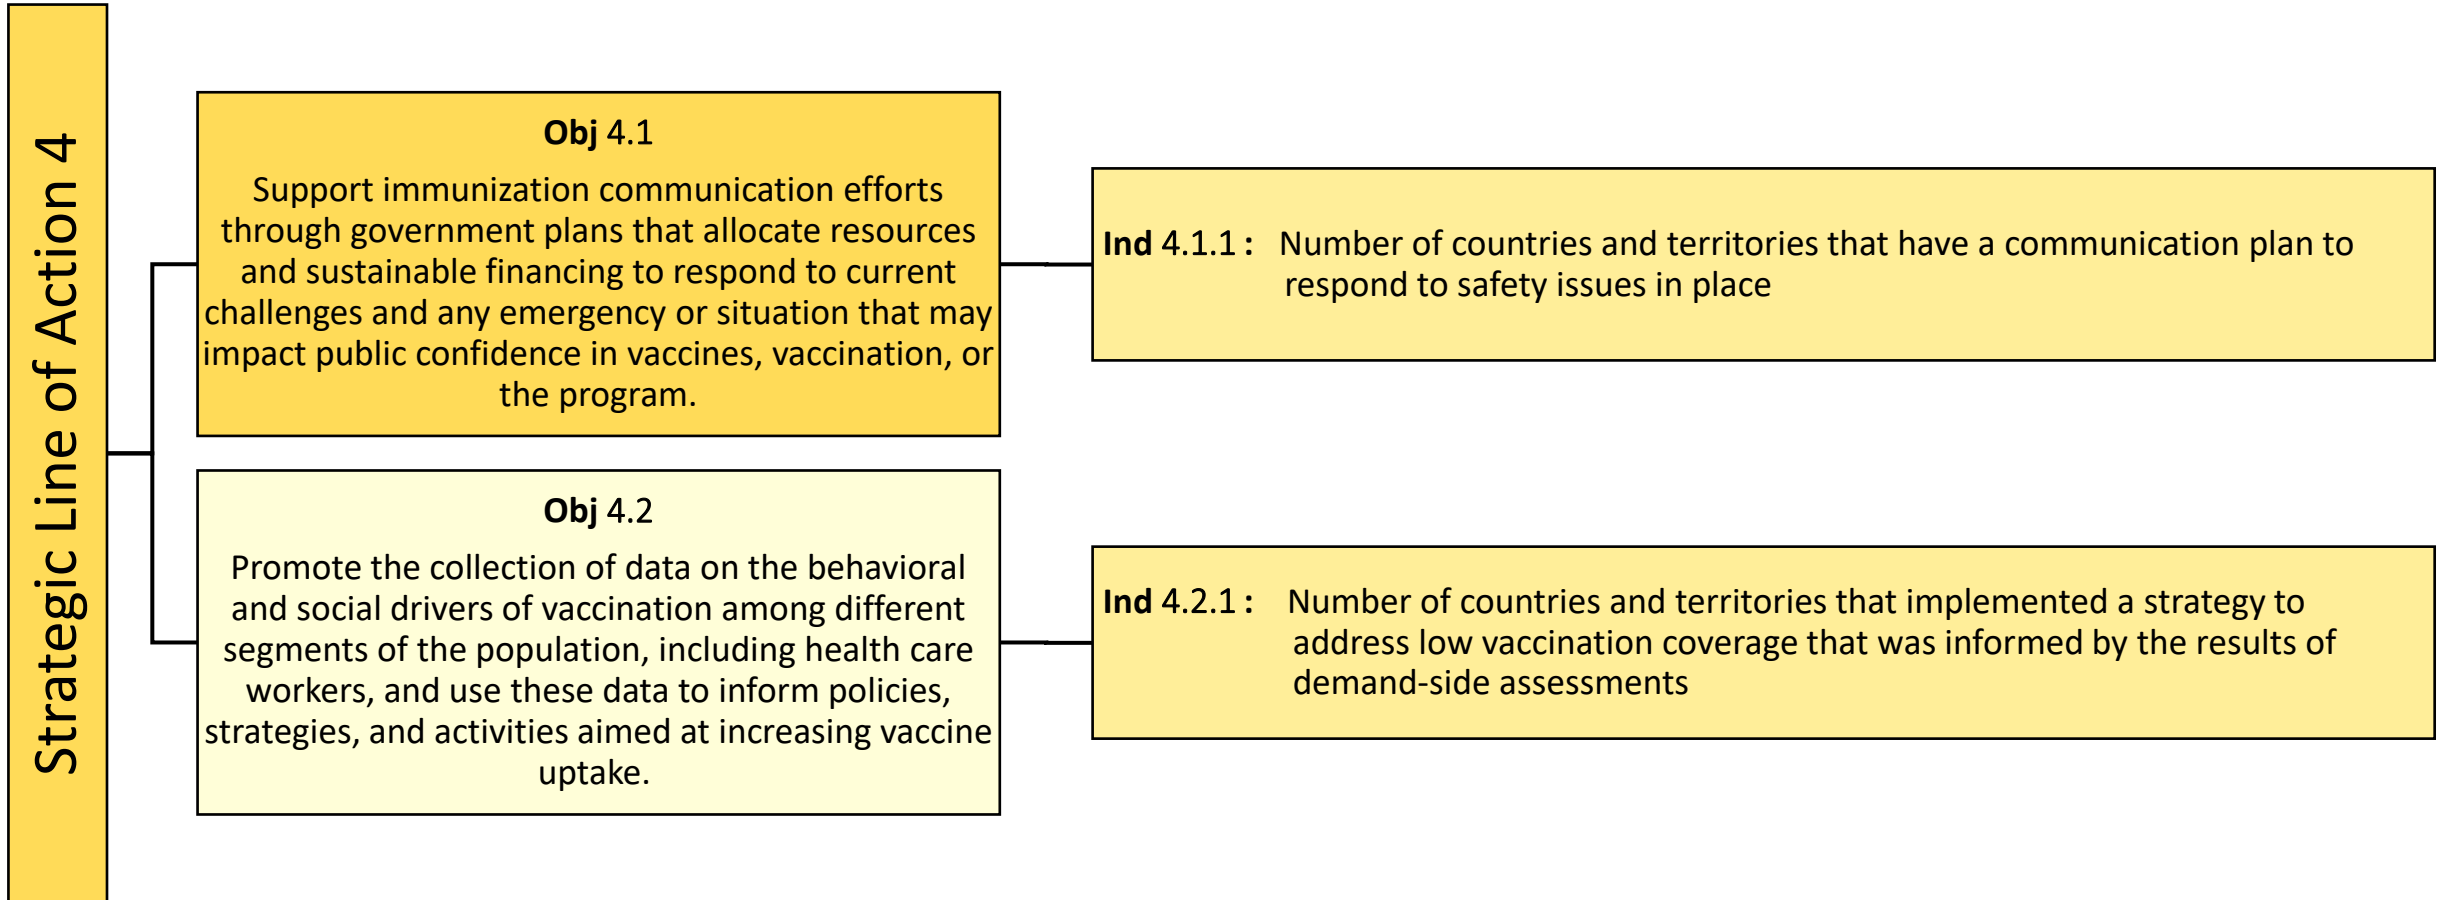 Strategic Line of Action 4
Obj 4.1
Support immunization communication efforts
through government plans that allocate resources
and sustainable financing to respond to current
challenges and any emergency or situation that may
impact public confidence in vaccines, vaccination, or
the program.
Ind 4.1.1 : Number of countries and territories that have a communication plan to
respond to safety issues in place
Obj 4.2
Promote the collection of data on the behavioral
and social drivers of vaccination among different
segments of the population, including health care
workers, and use these data to inform policies,
strategies, and activities aimed at increasing vaccine
uptake.
Ind 4.2.1 : Number of countries and territories that implemented a strategy to
address low vaccination coverage that was informed by the results of
demand-side assessments